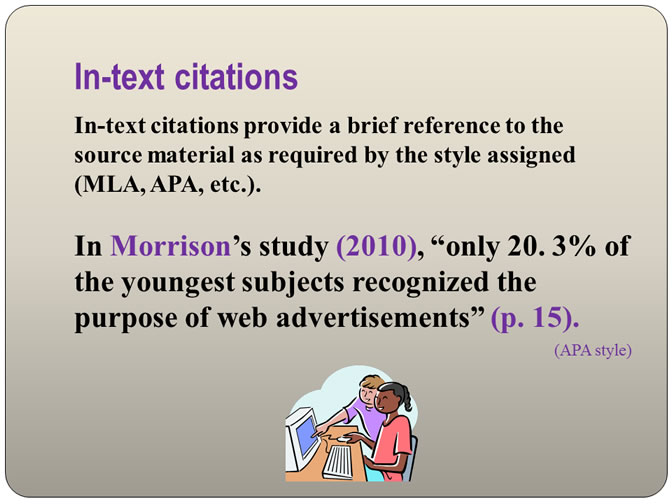 In-text citations
In-text citations provide a brief reference to the
source material as required by the style assigned
(MLA, APA, etc.).
In Morrison’s study (2010), “only 20. 3% of
the youngest subjects recognized the
purpose of web advertisements” (p. 15).
(APA style)